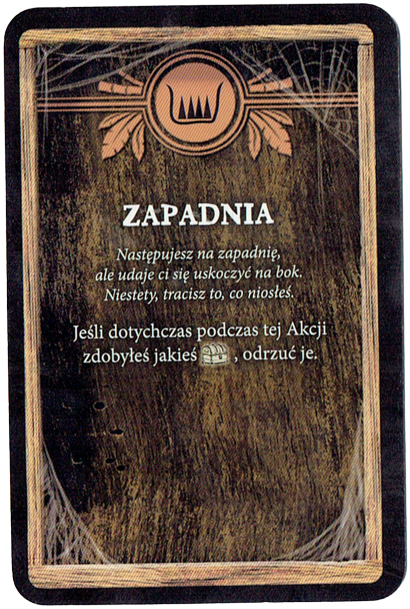 ZAPADNIA
Następujesz na zapadnię,
ale udaje ci się uskoczyć na bok.
Niestety, tracisz to, co niosłeś.
Jeśli dotychczas podczas tej Akcji
zdobyłeś jakieś , odrzuć je.